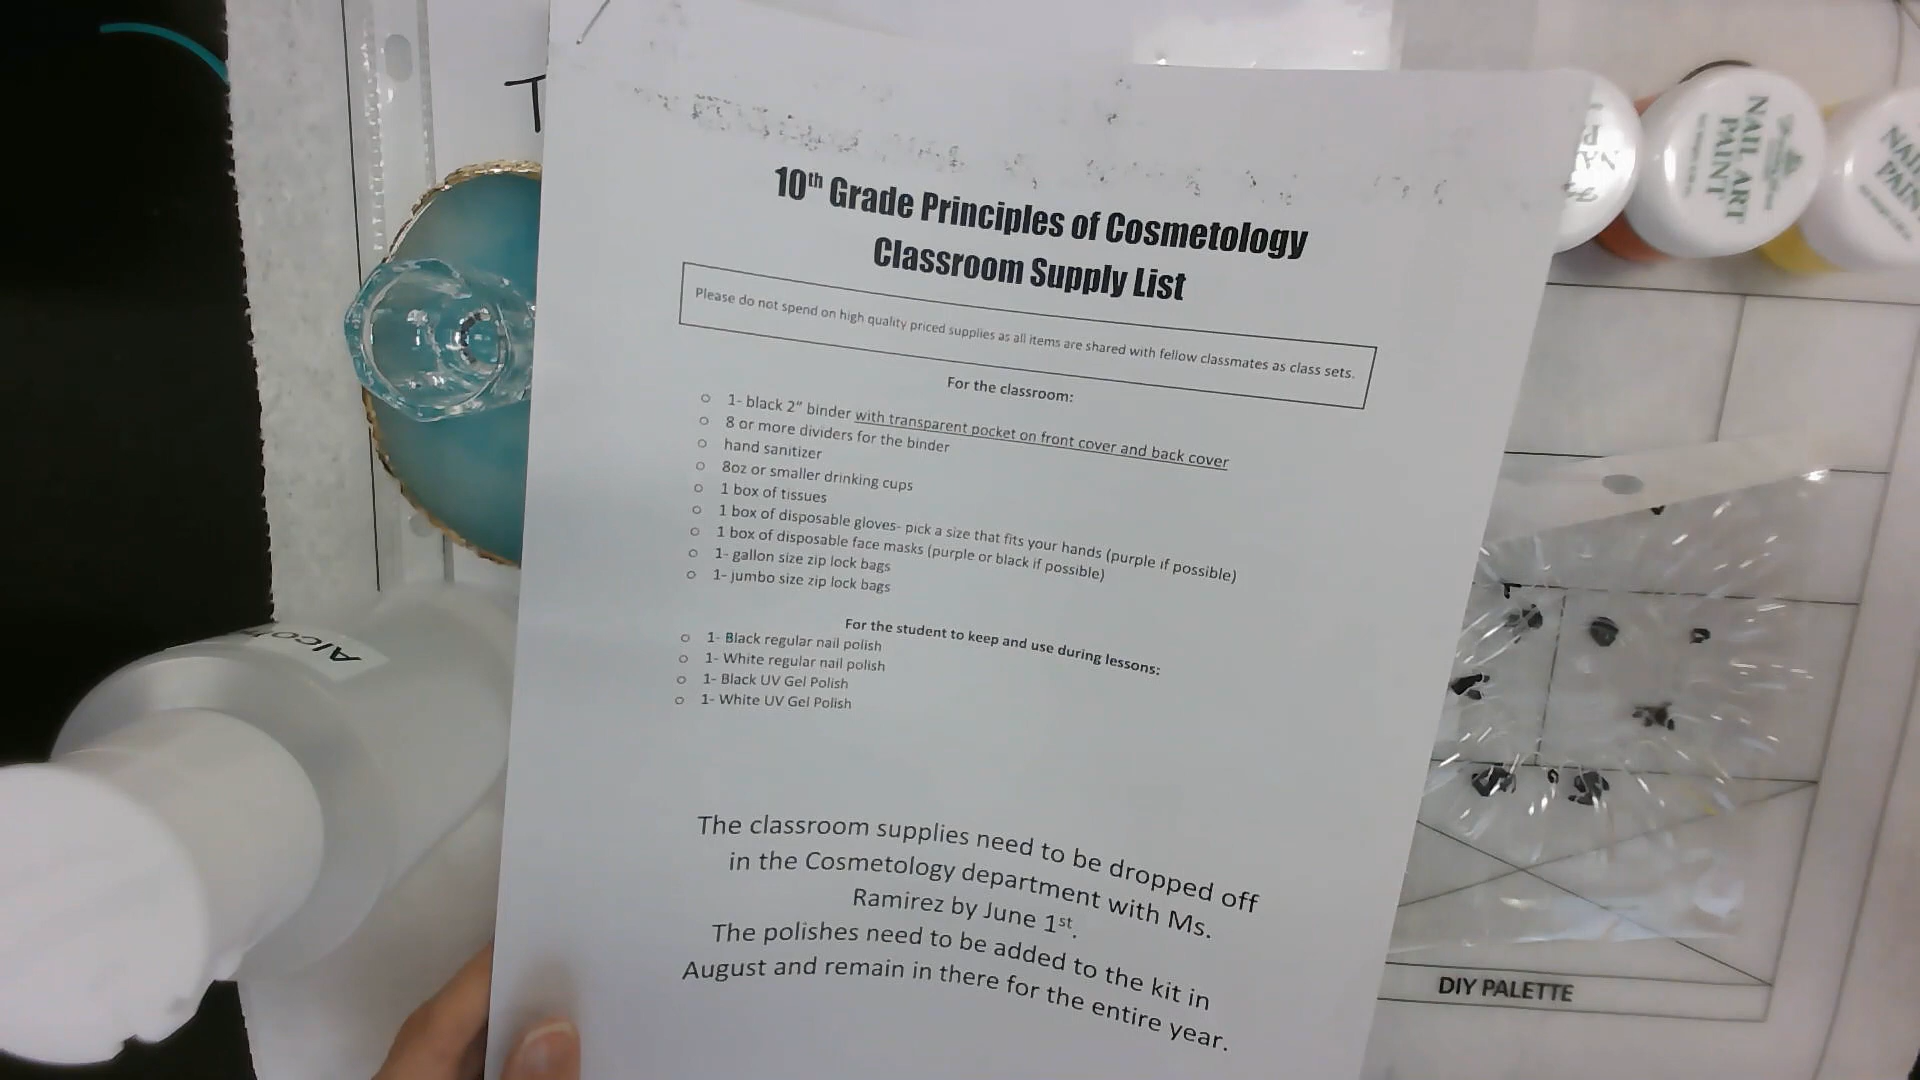 T
10th Grade Principles of Cosmetology
Classroom Supply List
Please do not spend on high quality priced supplies as all items are shared with fellow classmates as class sets.
For the classroom:
o 1- black 2” binder with transparent pocket on front cover and back cover
o 8 or more dividers for the binder
o hand sanitizer
o 8oz or smaller drinking cups
o 1 box of tissues
o 1 box of disposable gloves- pick a size that fits your hands (purple if possible)
o 1 box of disposable face masks (purple or black if possible)
o 1- gallon size zip lock bags
o 1- jumbo size zip lock bags
For the student to keep and use during lessons:
o 1- Black regular nail polish
o 1- White regular nail polish
o 1- Black UV Gel Polish
o 1- White UV Gel Polish
The classroom supplies need to be dropped off
in the Cosmetology department with Ms.
Ramirez by June 1st.
The polishes need to be added to the kit in
August and remain in there for the entire year.
NAIL ART
PAINT
NAI
PAIN
DIY PALETTE
Alco